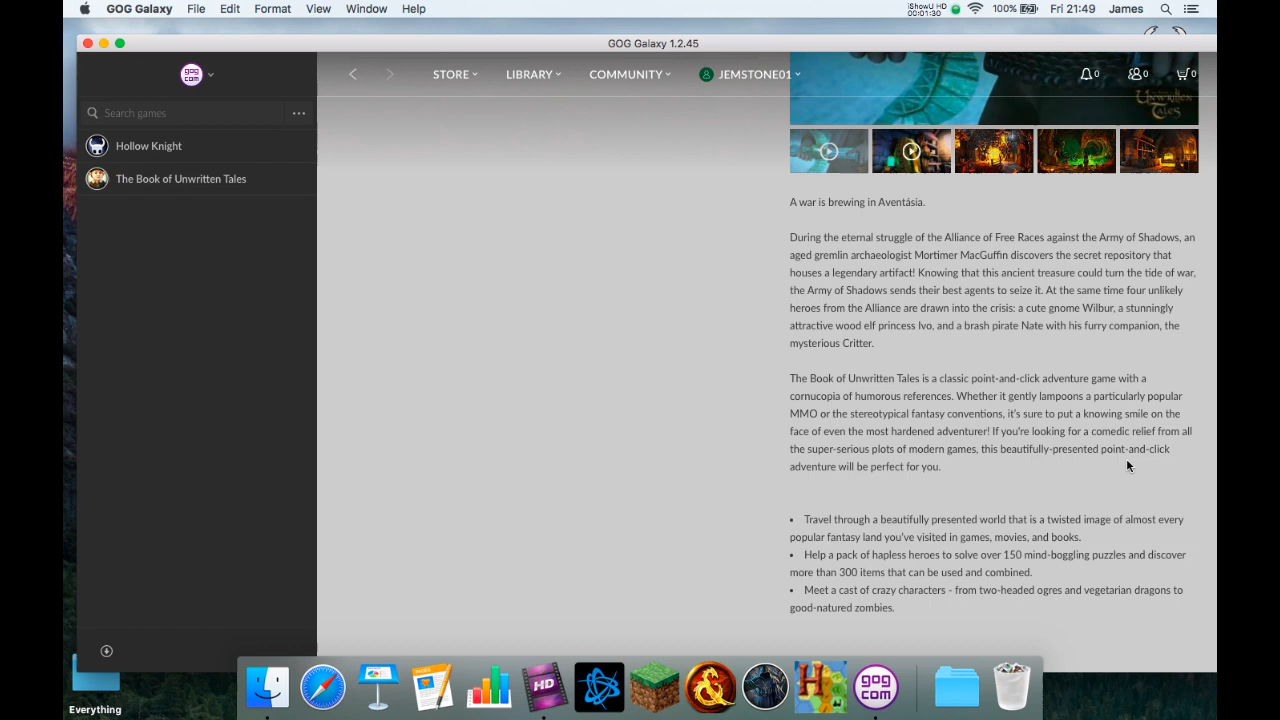 GOG Galaxy File Edit Format View Window Help
iShowU HD
00:01:30
100% Fri 21:49 James
GOG Galaxy 1.2.45
gog
com
STORE LIBRARY COMMUNITY JEMSTONE01 0 0 0
Search games
Hollow Knight
The Book of Unwritten Tales
Unwritten
Tales
A war is brewing in Aventásia.
During the eternal struggle of the Alliance of Free Races against the Army of Shadows, an
aged gremlin archaeologist Mortimer MacGuffin discovers the secret repository that
houses a legendary artifact! Knowing that this ancient treasure could turn the tide of war,
the Army of Shadows sends their best agents to seize it. At the same time four unlikely
heroes from the Alliance are drawn into the crisis: a cute gnome Wilbur, a stunningly
attractive wood elf princess Ivo, and a brash pirate Nate with his furry companion, the
mysterious Critter.
The Book of Unwritten Tales is a classic point-and-click adventure game with a
cornucopia of humorous references. Whether it gently lampoons a particularly popular
MMO or the stereotypical fantasy conventions, it's sure to put a knowing smile on the
face of even the most hardened adventurer! If you're looking for a comedic relief from all
the super-serious plots of modern games, this beautifully-presented point-and-click
adventure will be perfect for you.
• Travel through a beautifully presented world that is a twisted image of almost every
popular fantasy land you've visited in games, movies, and books.
• Help a pack of hapless heroes to solve over 150 mind-boggling puzzles and discover
more than 300 items that can be used and combined.
• Meet a cast of crazy characters - from two-headed ogres and vegetarian dragons to
good-natured zombies.
HD
H
gog
com
Everything